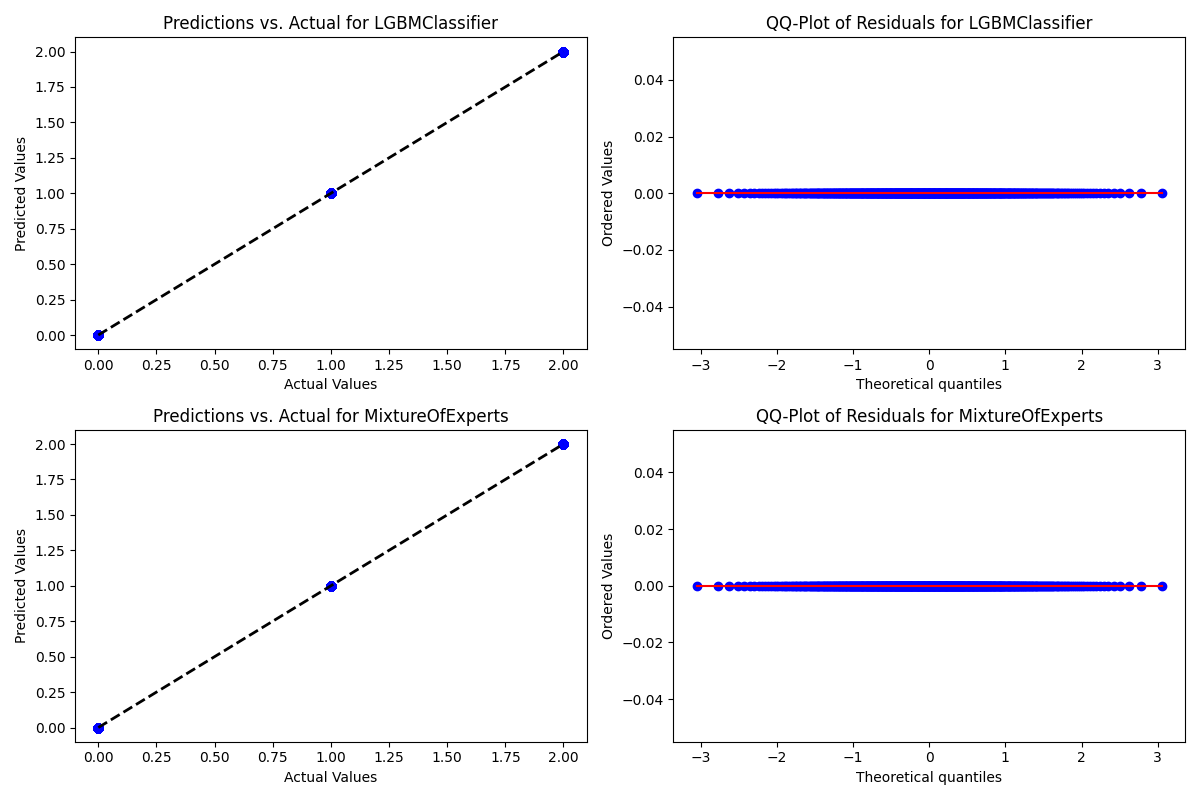 Predictions vs. Actual for LGBMClassifier
2.00
1.75
1.50
1.25
1.00
0.75
0.50
0.25
0.00
Predicted Values
0.00 0.25 0.50 0.75 1.00 1.25 1.50 1.75 2.00
Actual Values
QQ-Plot of Residuals for LGBMClassifier
0.04
0.02
0.00
−0.02
−0.04
Ordered Values
−3 −2 −1 0 1 2 3
Theoretical quantiles
Predictions vs. Actual for MixtureOfExperts
2.00
1.75
1.50
1.25
1.00
0.75
0.50
0.25
0.00
Predicted Values
0.00 0.25 0.50 0.75 1.00 1.25 1.50 1.75 2.00
Actual Values
QQ-Plot of Residuals for MixtureOfExperts
0.04
0.02
0.00
−0.02
−0.04
Ordered Values
−3 −2 −1 0 1 2 3
Theoretical quantiles